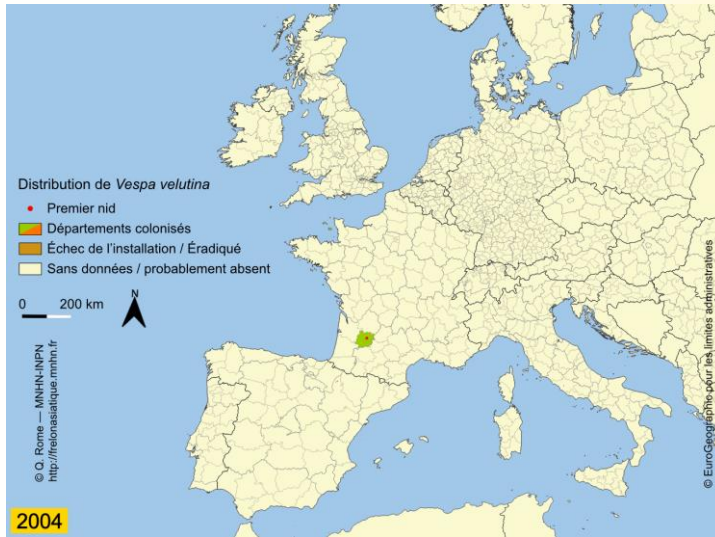 Distribution de Vespa velutina
Premier nid
Départements colonisés
Échec de l'installation / Éradiqué
Sans données / probablement absent
0 200 km
N
© Q. Rome — MNHN-INPN
http://frelonasiatique.mnhn.fr
© EuroGeographic pour les limites administratives
2004